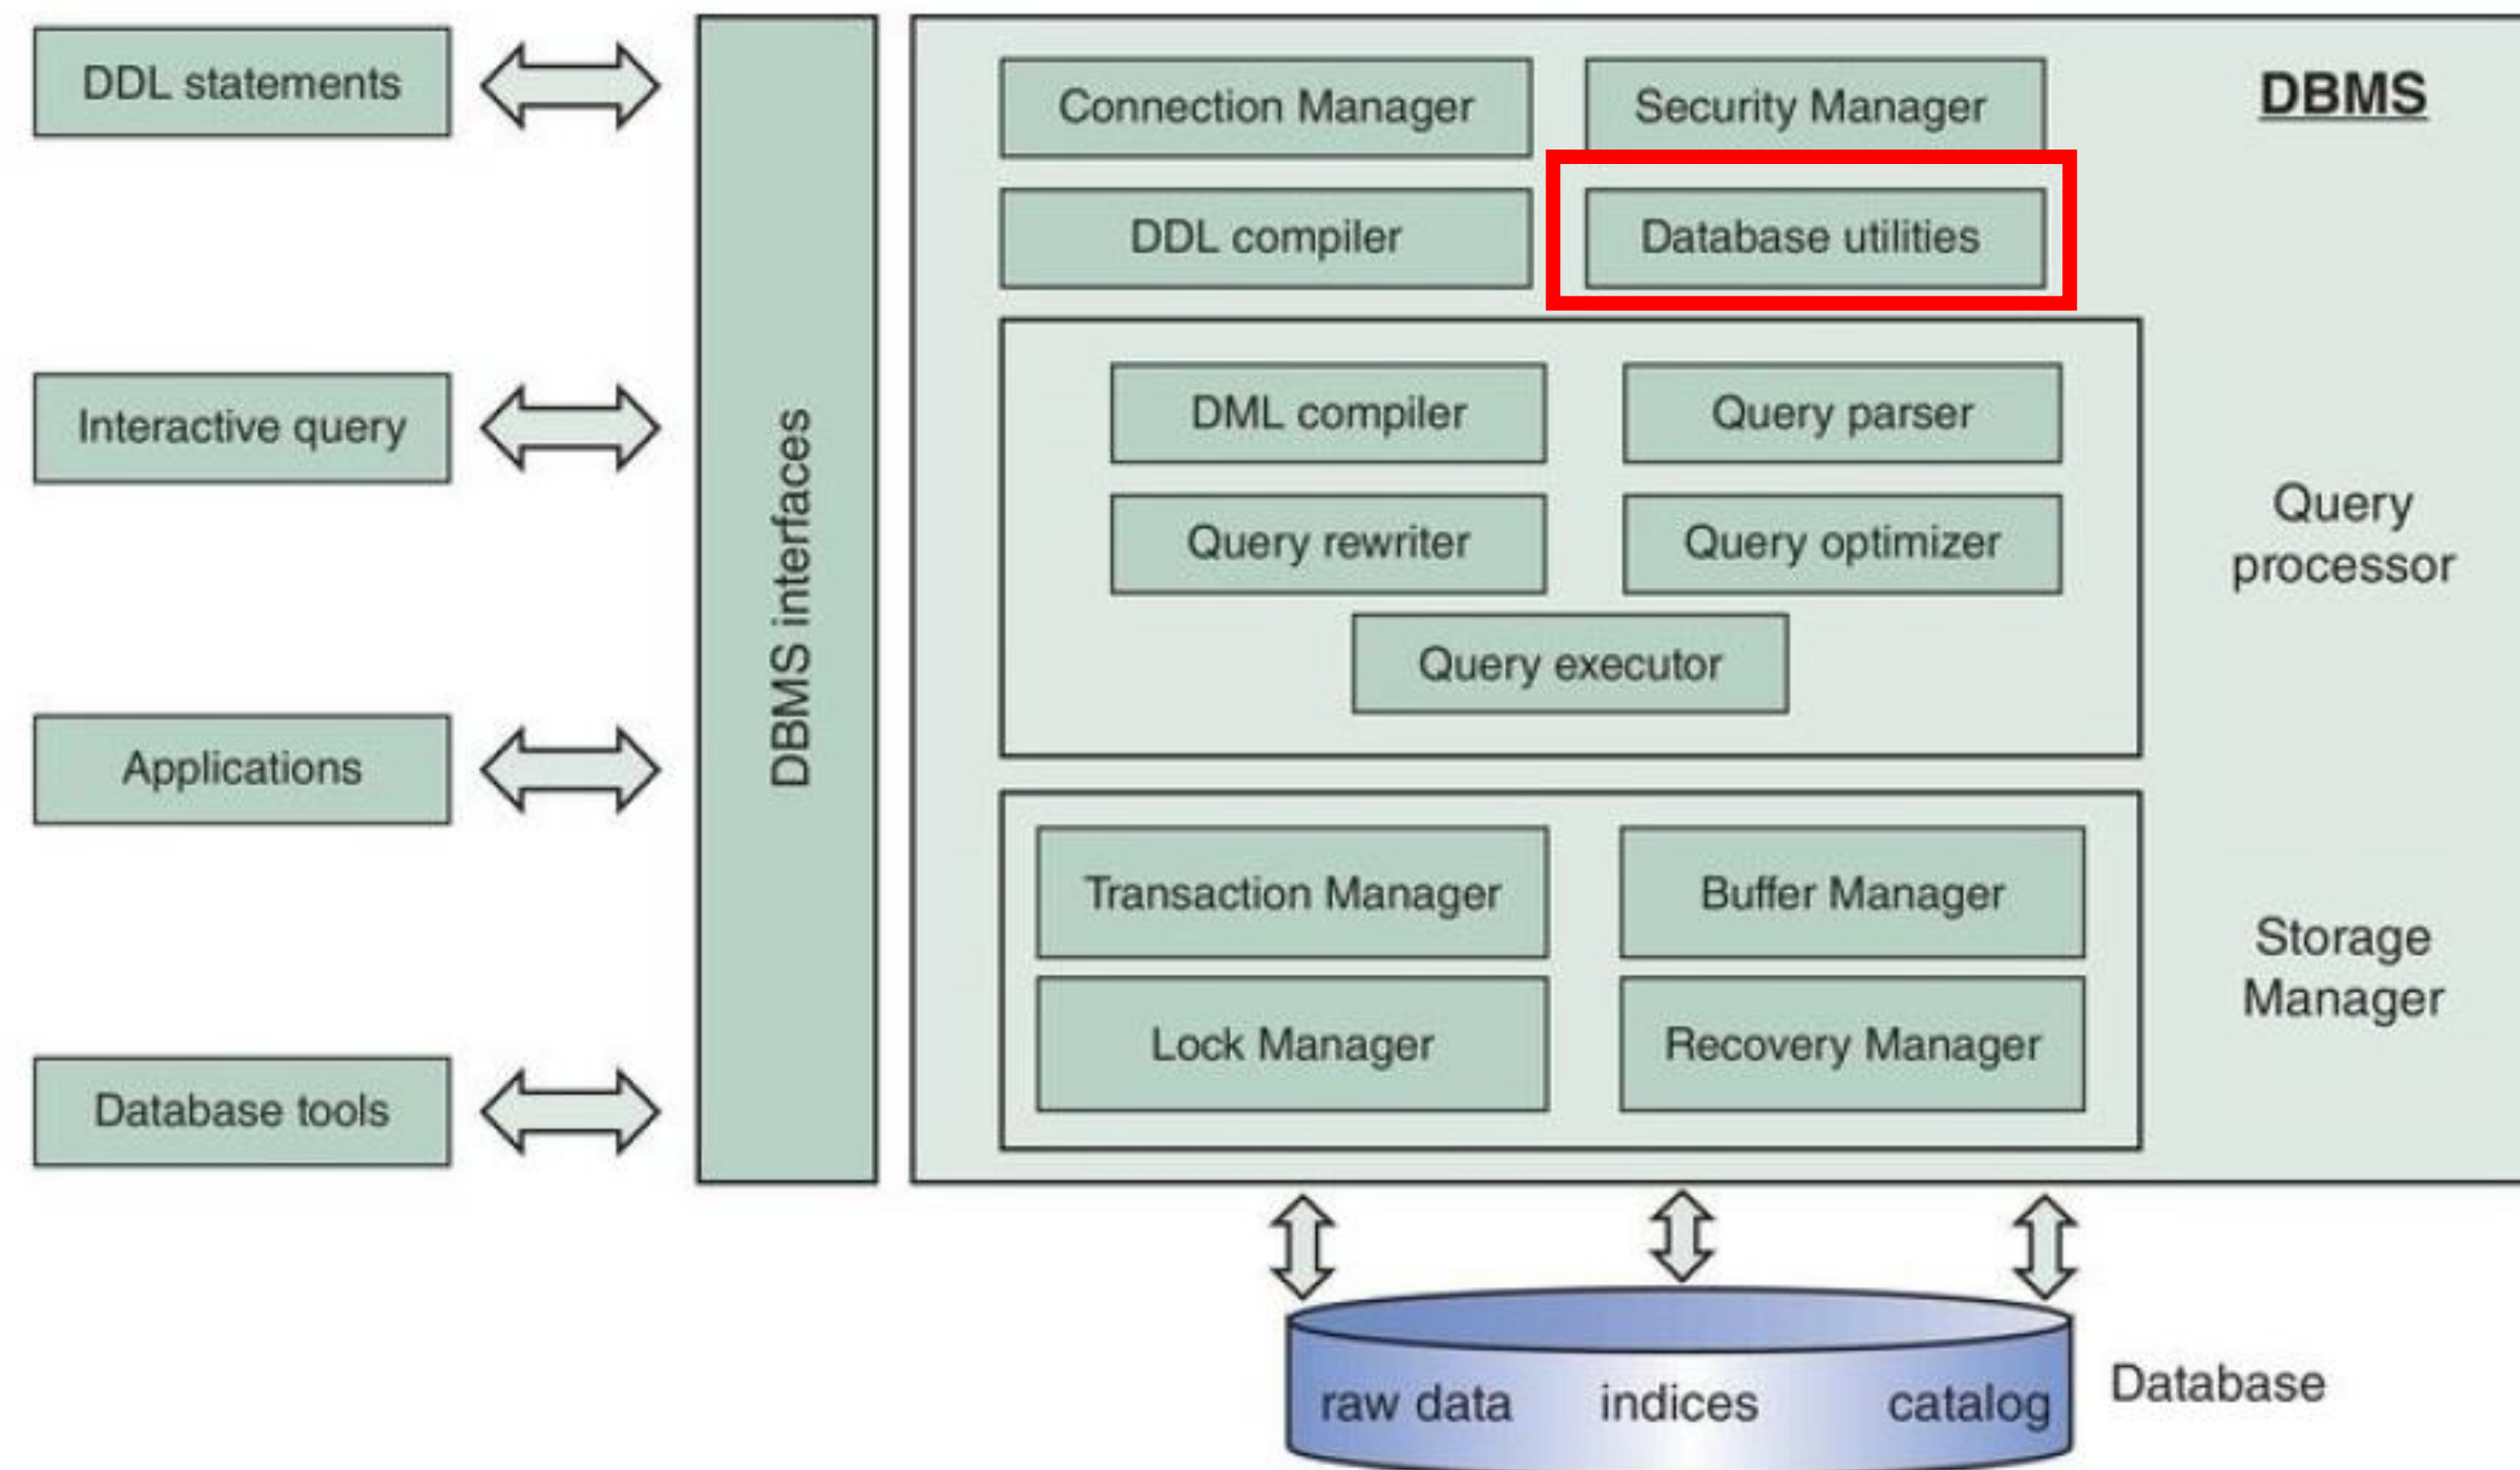 DDL statements
Interactive query
Applications
Database tools
DBMS interfaces
Connection Manager
Security Manager
DBMS
DDL compiler
Database utilities
DML compiler
Query parser
Query rewriter
Query optimizer
Query executor
Query
processor
Transaction Manager
Buffer Manager
Lock Manager
Recovery Manager
Storage
Manager
raw data
indices
catalog
Database